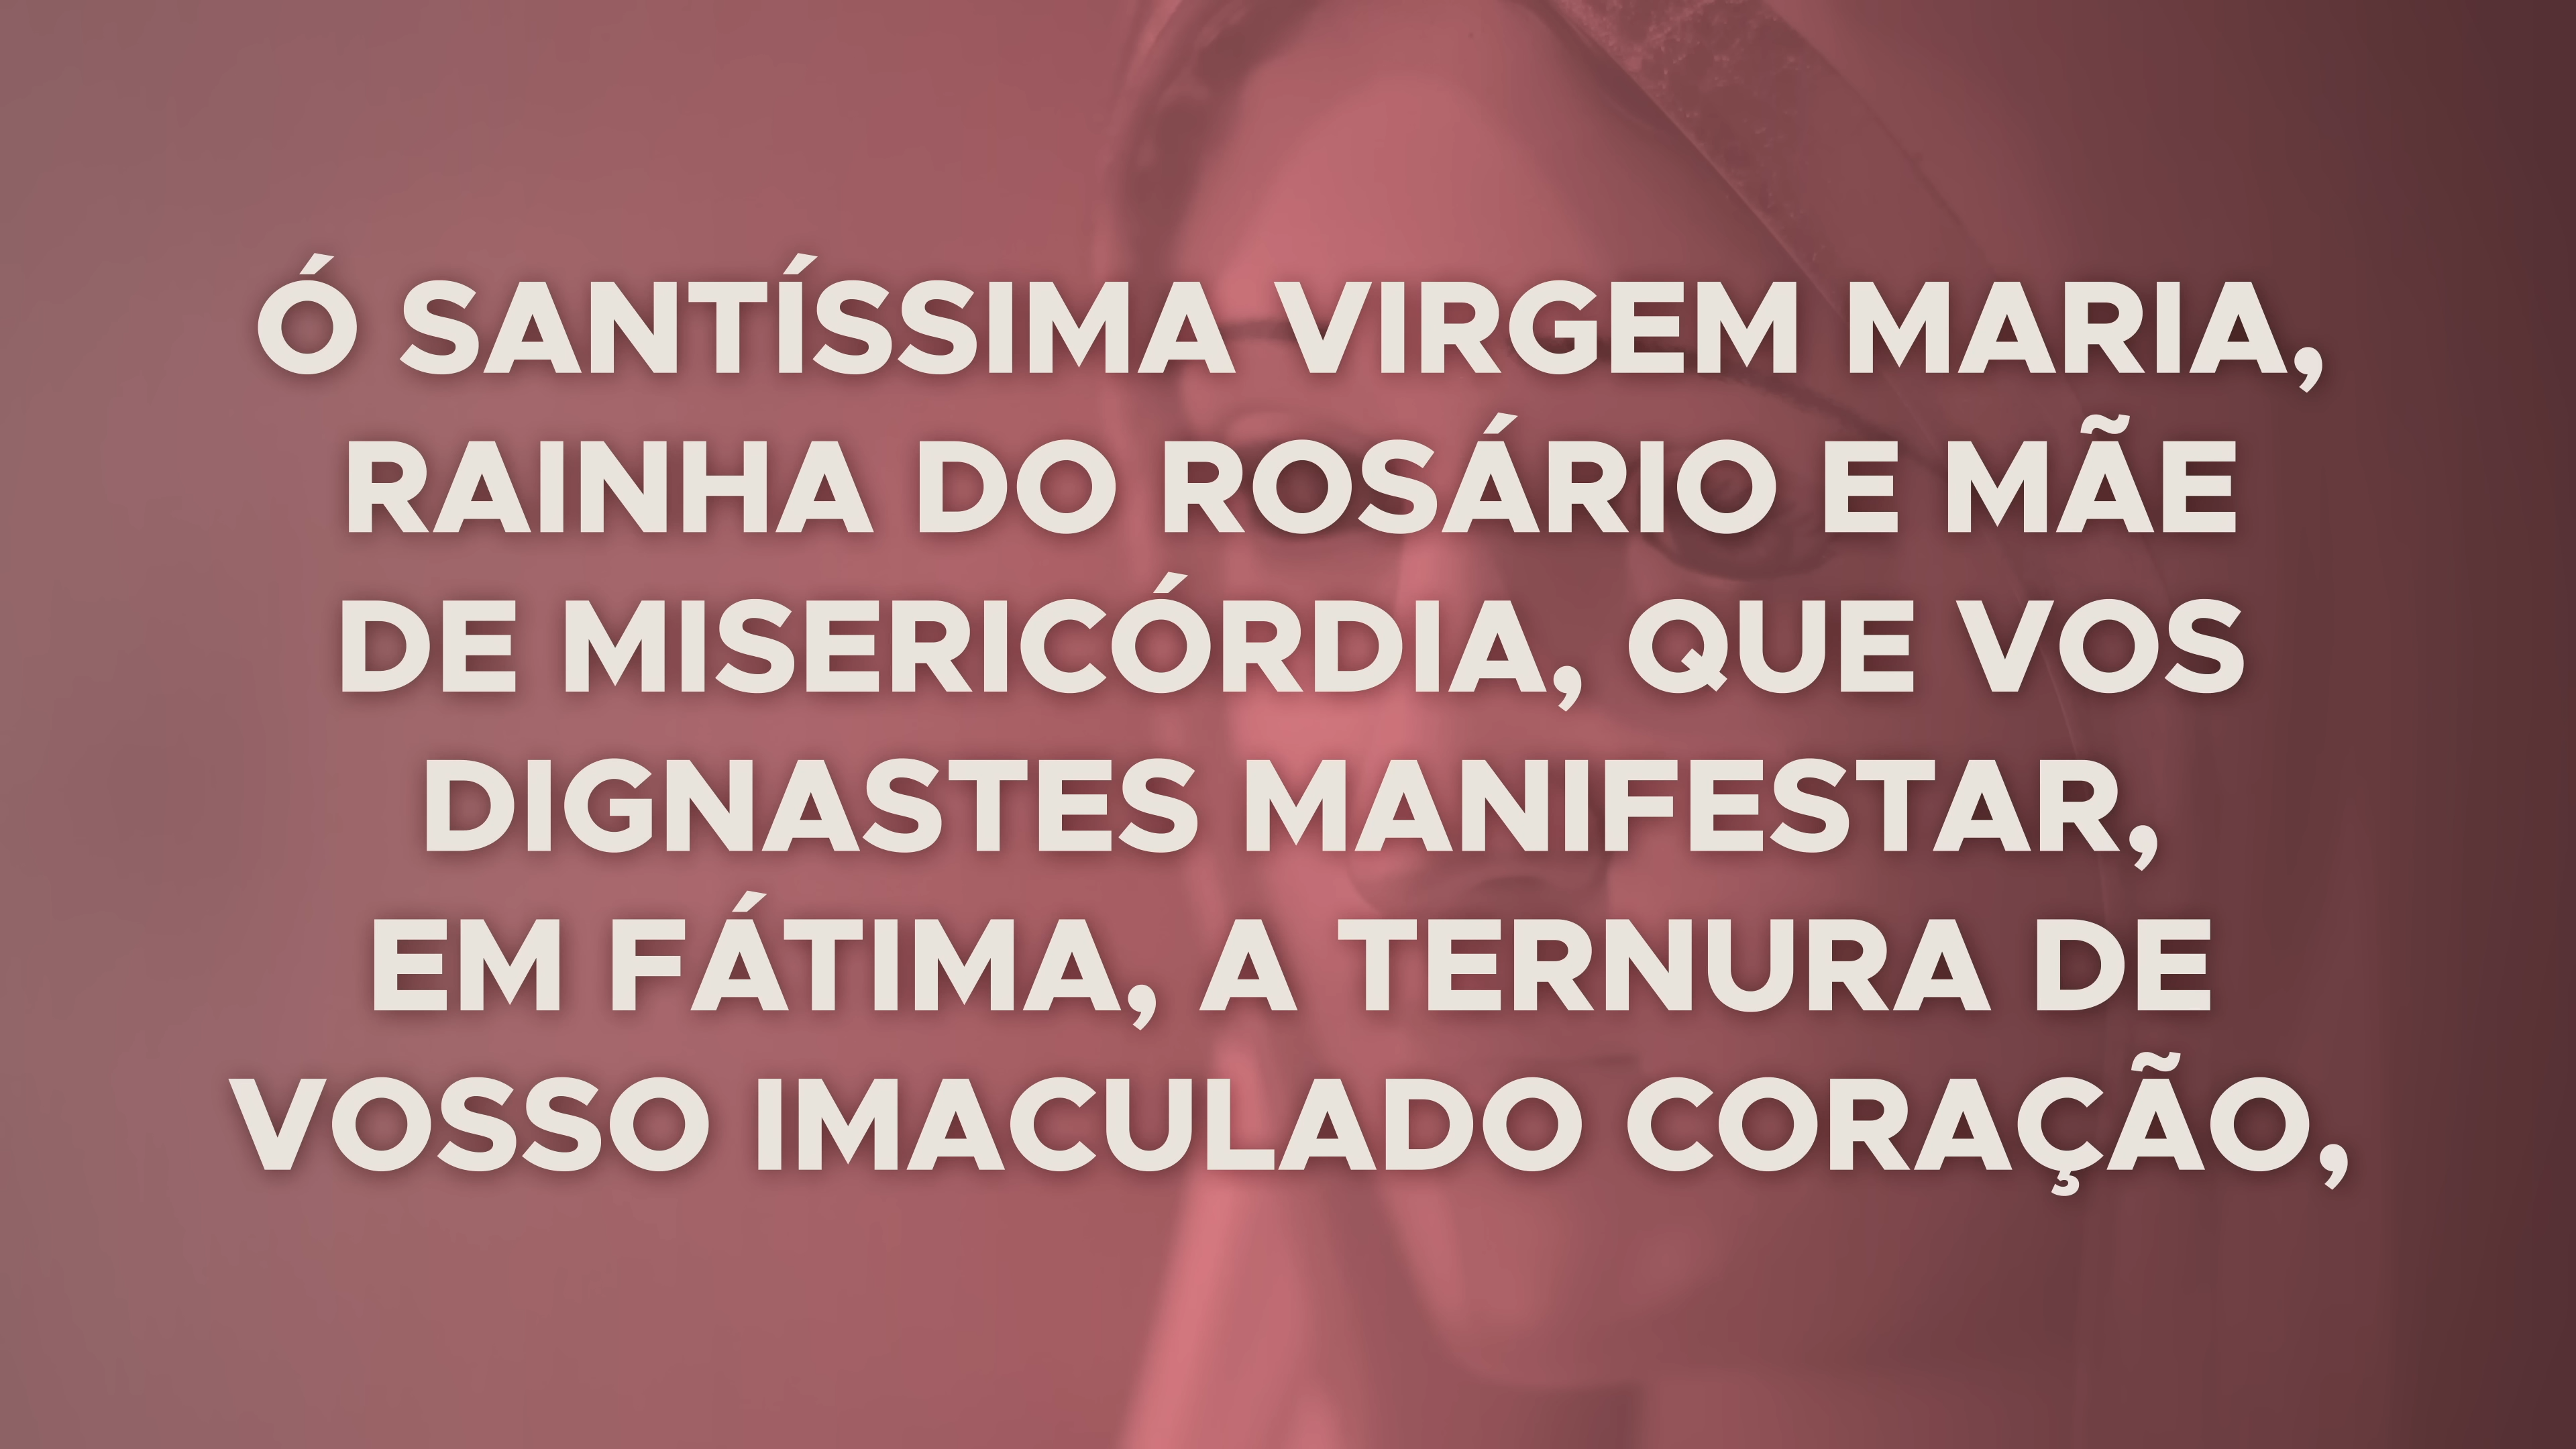 Ó SANTÍSSIMA VIRGEM MARIA,
RAINHA DO ROSÁRIO E MÃE
DE MISERICÓRDIA, QUE VOS
DIGNASTES MANIFESTAR,
EM FÁTIMA, A TERNURA DE
VOSSO IMACULADO CORAÇÃO,